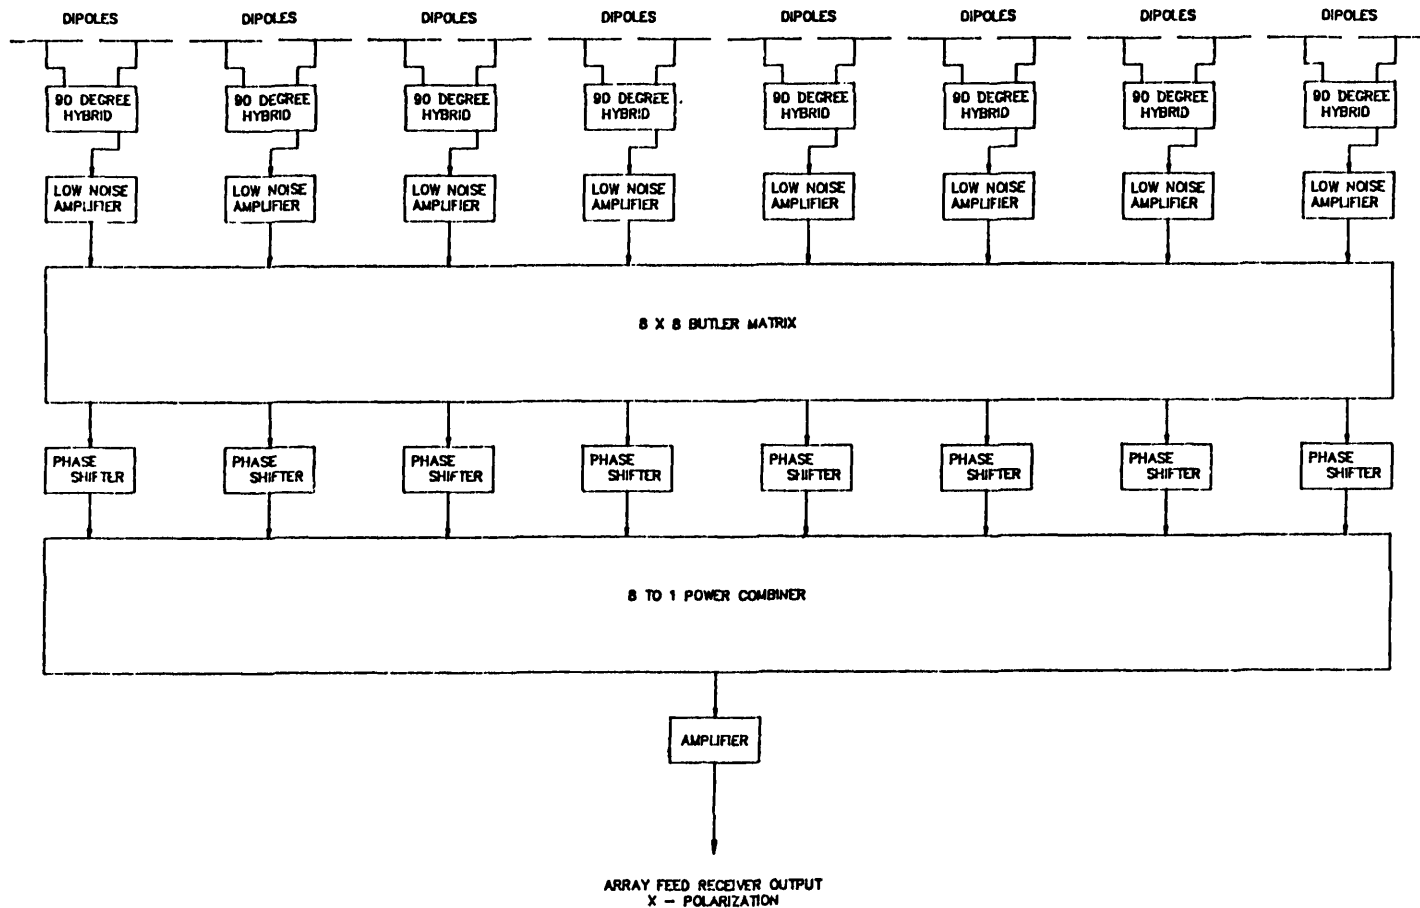 DIPOLES DIPOLES DIPOLES DIPOLES DIPOLES DIPOLES DIPOLES DIPOLES
90 DEGREE HYBRID
90 DEGREE HYBRID
90 DEGREE HYBRID
90 DEGREE HYBRID
90 DEGREE HYBRID
90 DEGREE HYBRID
90 DEGREE HYBRID
90 DEGREE HYBRID
LOW NOISE AMPLIFIER
LOW NOISE AMPLIFIER
LOW NOISE AMPLIFIER
LOW NOISE AMPLIFIER
LOW NOISE AMPLIFIER
LOW NOISE AMPLIFIER
LOW NOISE AMPLIFIER
LOW NOISE AMPLIFIER
8 X 8 BUTLER MATRIX
PHASE SHIFTER
PHASE SHIFTER
PHASE SHIFTER
PHASE SHIFTER
PHASE SHIFTER
PHASE SHIFTER
PHASE SHIFTER
PHASE SHIFTER
8 TO 1 POWER COMBINER
AMPLIFIER
ARRAY FEED RECEIVER OUTPUT
X - POLARIZATION